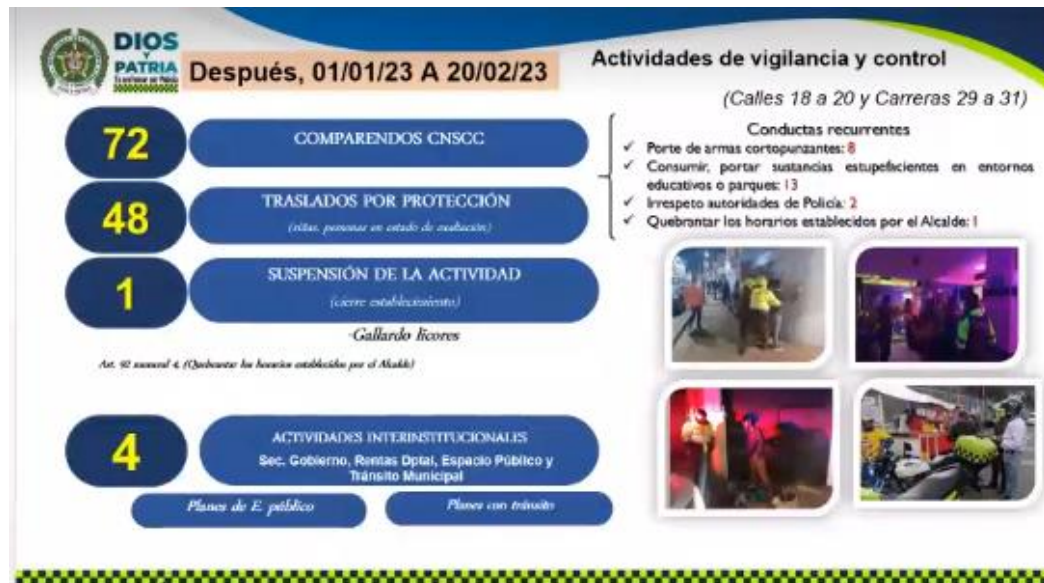 DIOS
Y
PATRIA
Después, 01/01/23 A 20/02/23
Actividades de vigilancia y control
(Calles 18 a 20 y Carreras 29 a 31)
72
COMPARENDOS CNSCC
48
TRASLADOS POR PROTECCIÓN
(riñas, personas en estado de exaltación)
1
SUSPENSIÓN DE LA ACTIVIDAD
(cierre establecimiento)
-Gallardo licores
Art. 92 numeral 4, (Quebrantar los horarios establecidos por el Alcalde)
4
ACTIVIDADES INTERINSTITUCIONALES
Sec. Gobierno, Rentas Dptal, Espacio Público y
Tránsito Municipal
Planes de E. público
Planes con tránsito
Conductas recurrentes
✓ Porte de armas cortopunzantes: 8
✓ Consumir, portar sustancias estupefacientes en entornos
educativos o parques: 13
✓ Irrespeto autoridades de Policía: 2
✓ Quebrantar los horarios establecidos por el Alcalde: 1